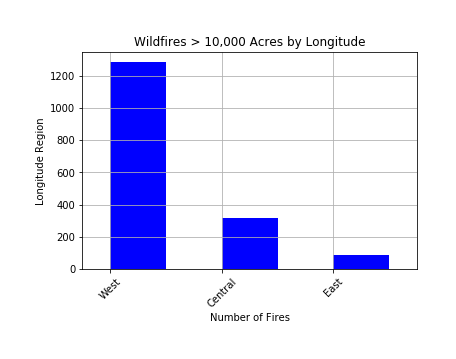 Wildfires > 10,000 Acres by Longitude
1200
1000
800
600
400
200
0
Longitude Region
West
Central
East
Number of Fires